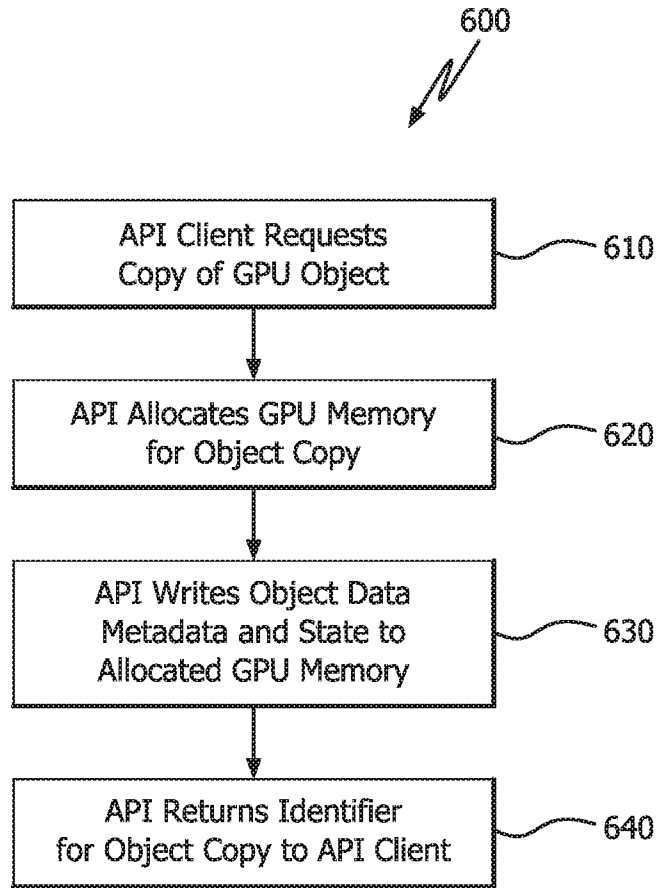 600
API Client Requests
Copy of GPU Object
610
API Allocates GPU Memory
for Object Copy
620
API Writes Object Data
Metadata and State to
Allocated GPU Memory
630
API Returns Identifier
for Object Copy to API Client
640